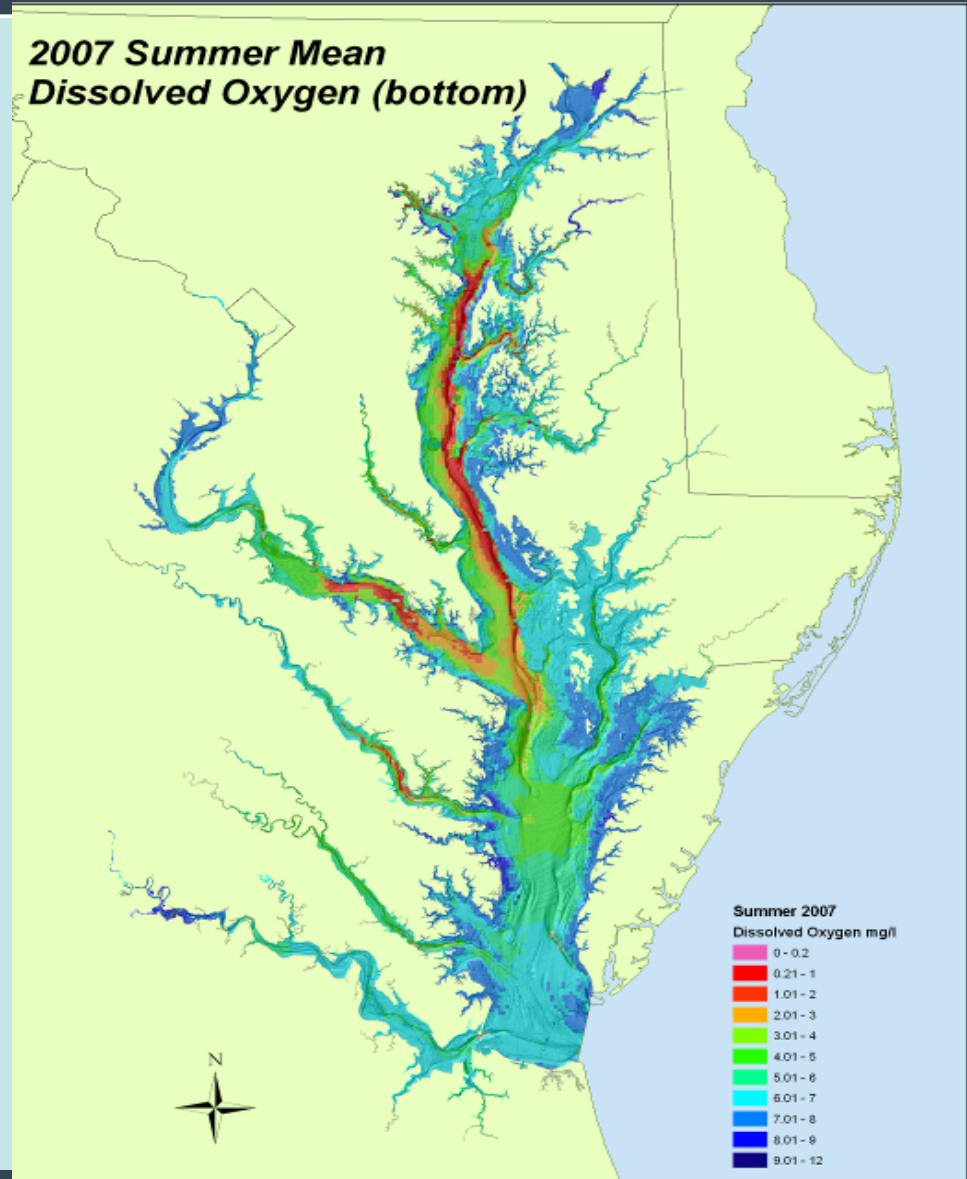 2007 Summer Mean
Dissolved Oxygen (bottom)
N
Summer 2007
Dissolved Oxygen mg/l
0 - 0.2
0.21 - 1
1.01 - 2
2.01 - 3
3.01 - 4
4.01 - 5
5.01 - 6
6.01 - 7
7.01 - 8
8.01 - 9
9.01 - 12